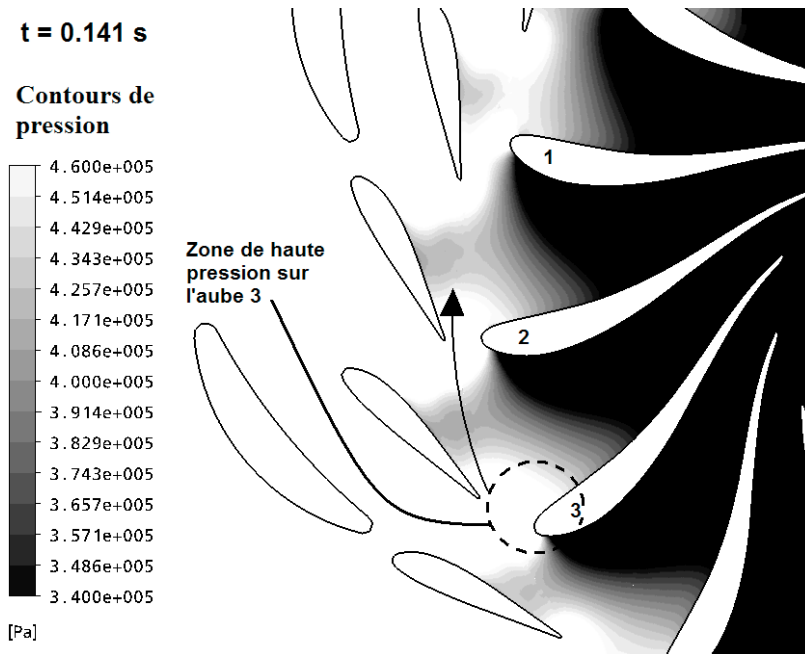 t = 0.141 s
Contours de
pression
4.600e+005
4.514e+005
4.429e+005
4.343e+005
4.257e+005
4.171e+005
4.086e+005
4.000e+005
3.914e+005
3.829e+005
3.743e+005
3.657e+005
3.571e+005
3.486e+005
3.400e+005
[Pa]
Zone de haute
pression sur
l'aube 3
1
2
3